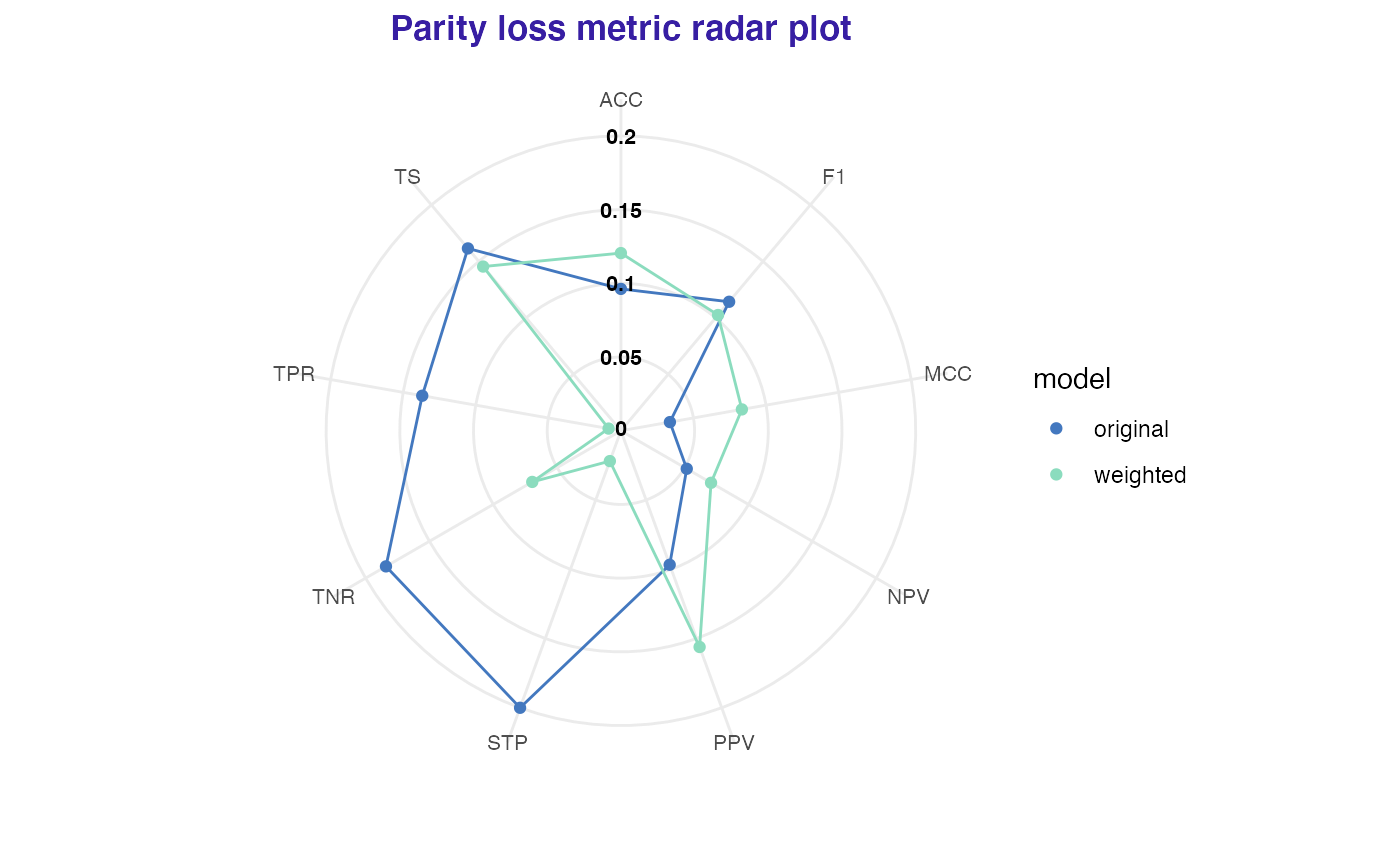 Parity loss metric radar plot
ACC
0.2
TS
F1
0.15
0.1
0.05
TPR
MCC
model
0
original
weighted
TNR
NPV
STP
PPV